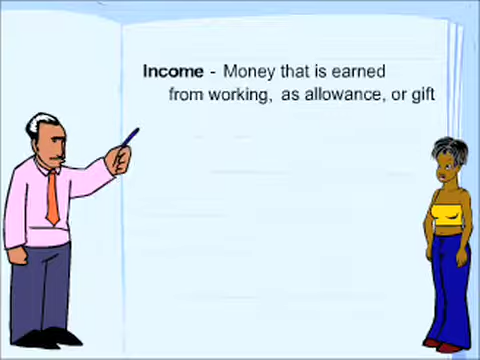 Income - Money that is earned
from working, as allowance, or gift